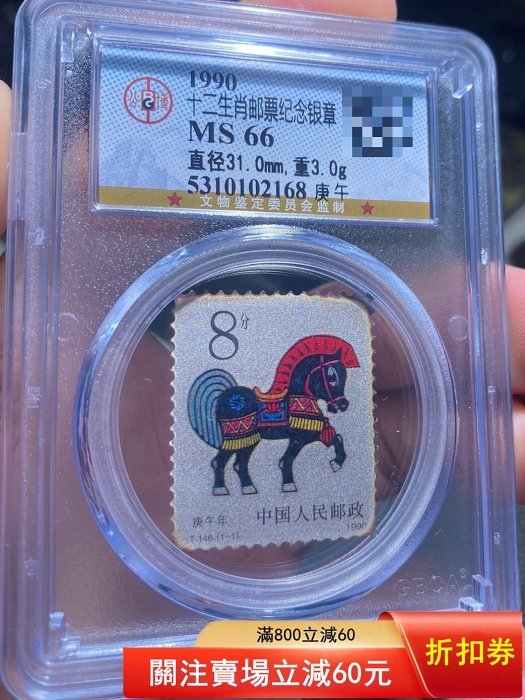 1990
十二生肖邮票纪念银章
MS 66
直径31.0mm,重3.0g
5310102168 庚午
文物鉴定委员会监制
8分
庚午年
中国人民邮政
T.146.(1-1)
1990
滿800立減60
關注賣場立減60元
折扣券